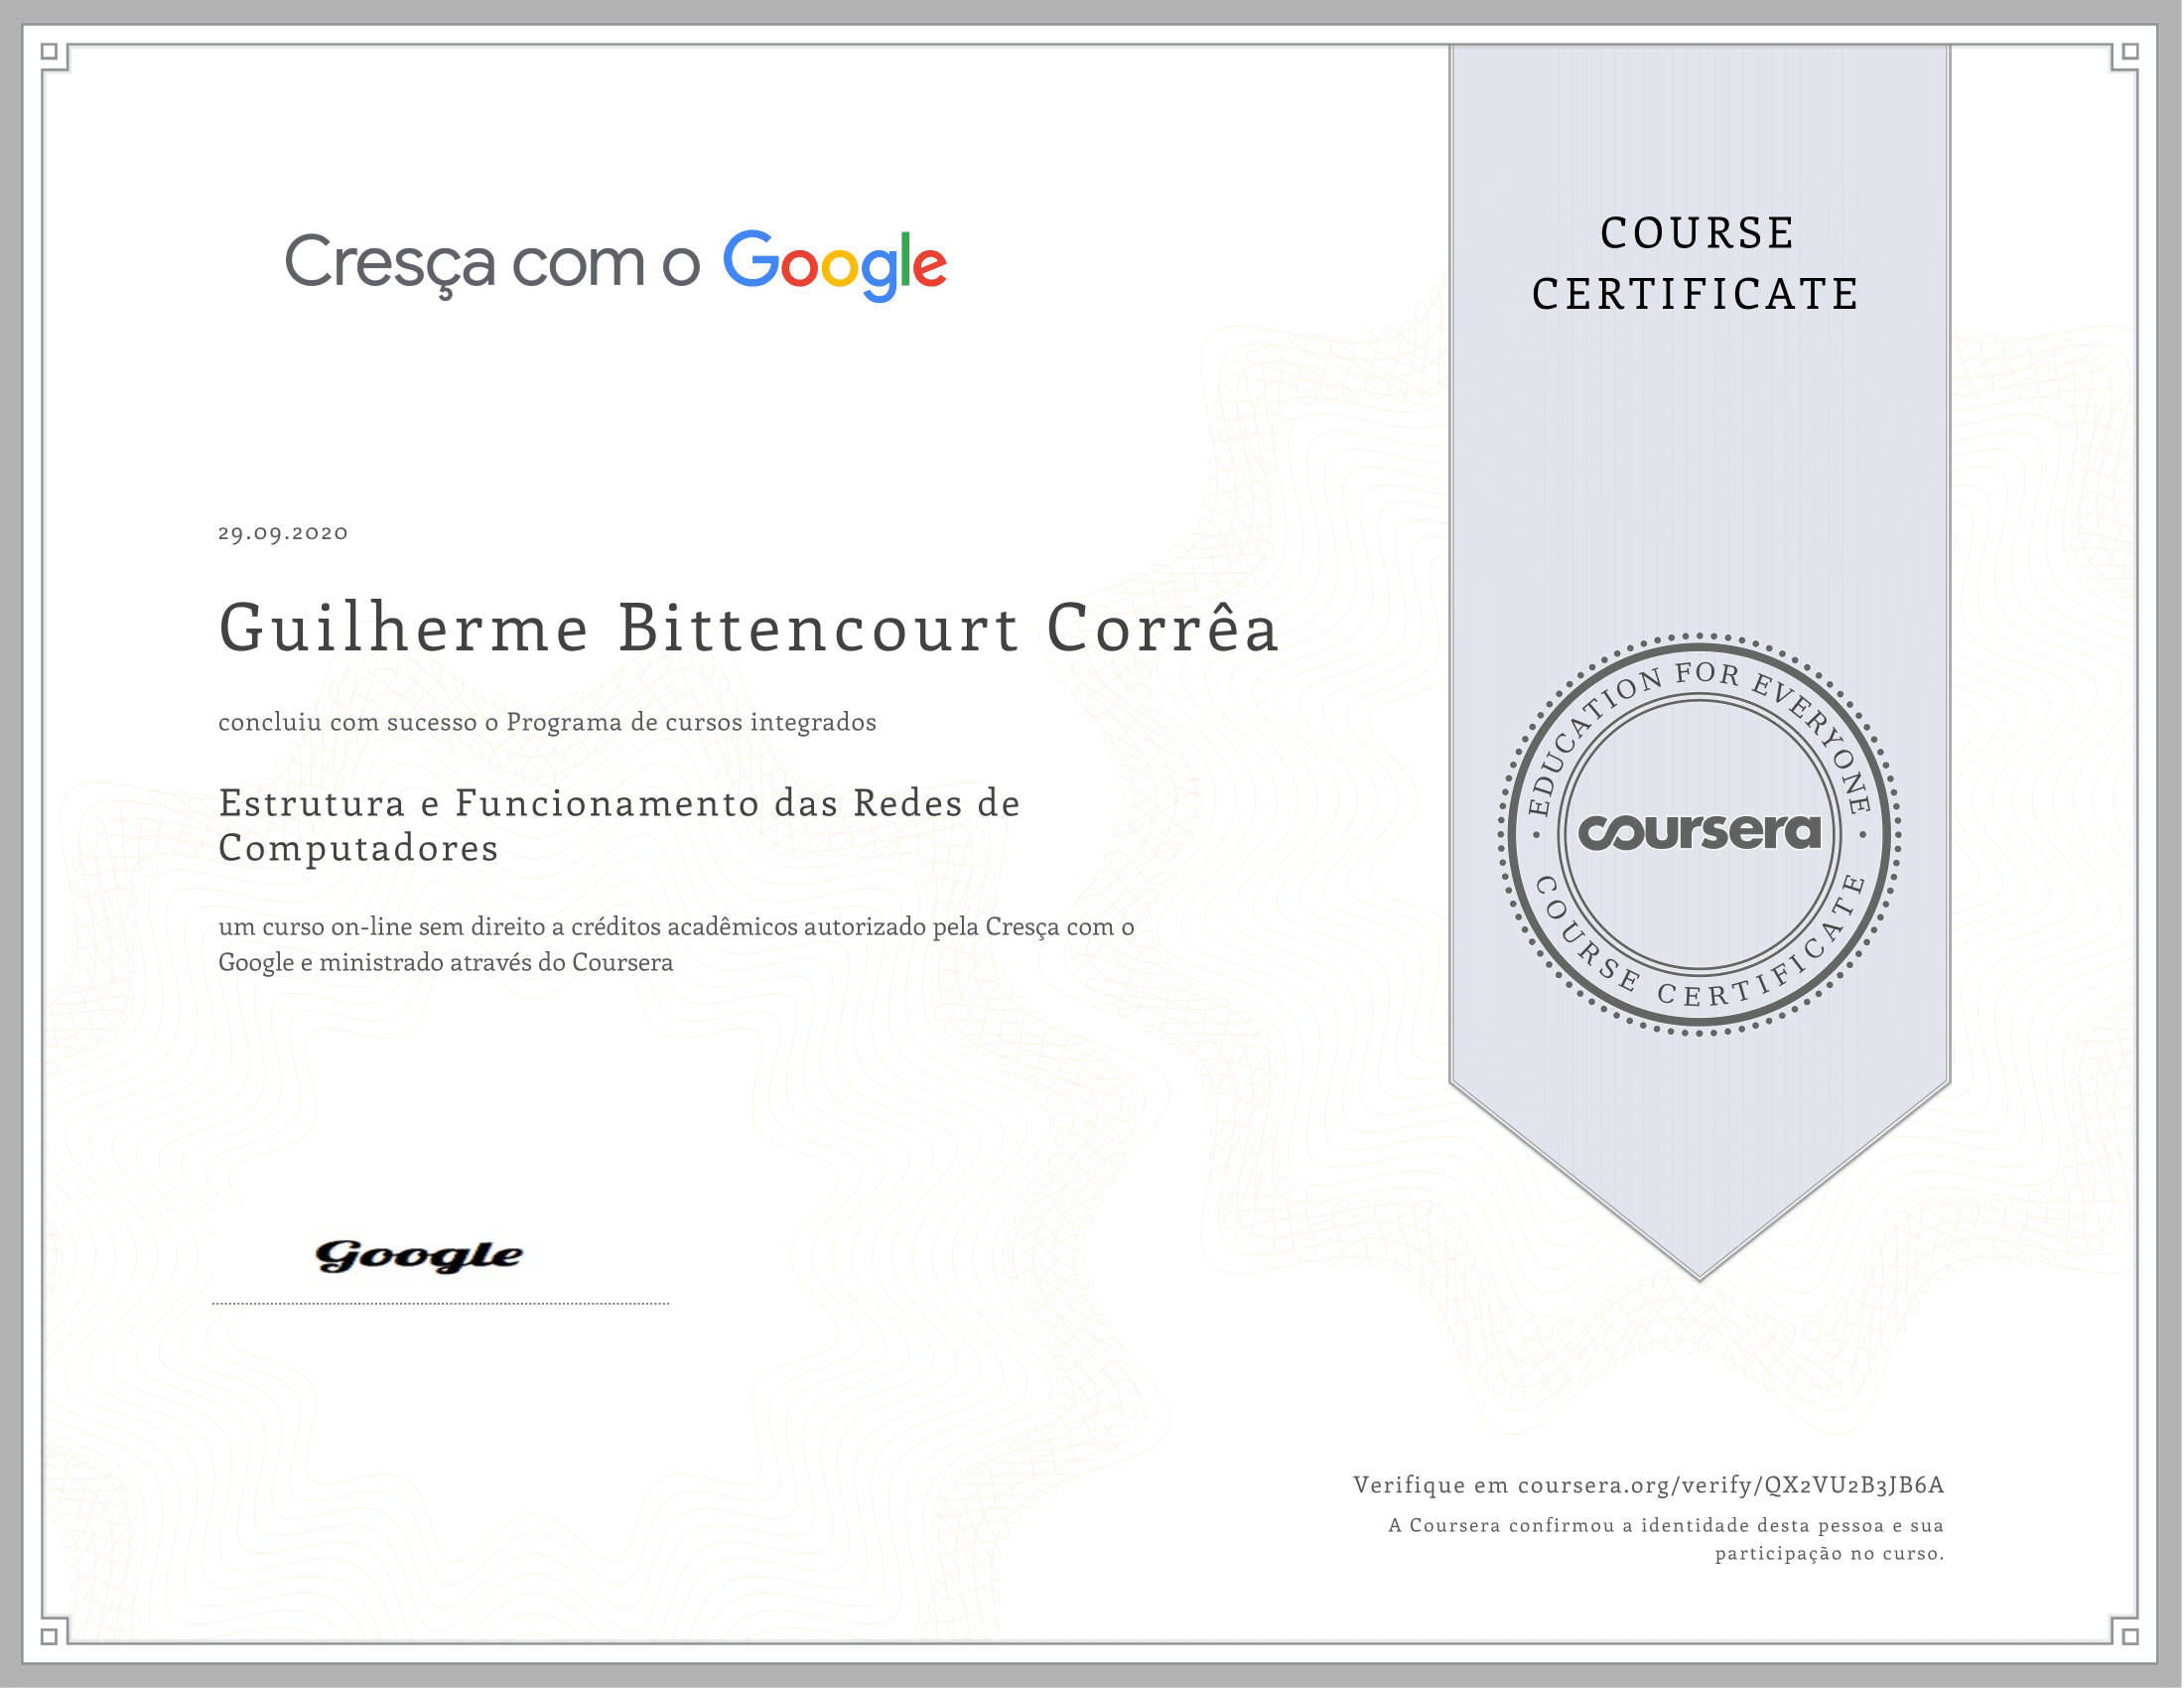 Cresça com o Google
COURSE
CERTIFICATE
29.09.2020
Guilherme Bittencourt Corrêa
concluiu com sucesso o Programa de cursos integrados
Estrutura e Funcionamento das Redes de
Computadores
um curso on-line sem direito a créditos acadêmicos autorizado pela Cresça com o
Google e ministrado através do Coursera
EDUCATION FOR EVERYONE
coursera
COURSE CERTIFICATE
Google
Verifique em coursera.org/verify/QX2VU2B3JB6A
A Coursera confirmou a identidade desta pessoa e sua
participação no curso.